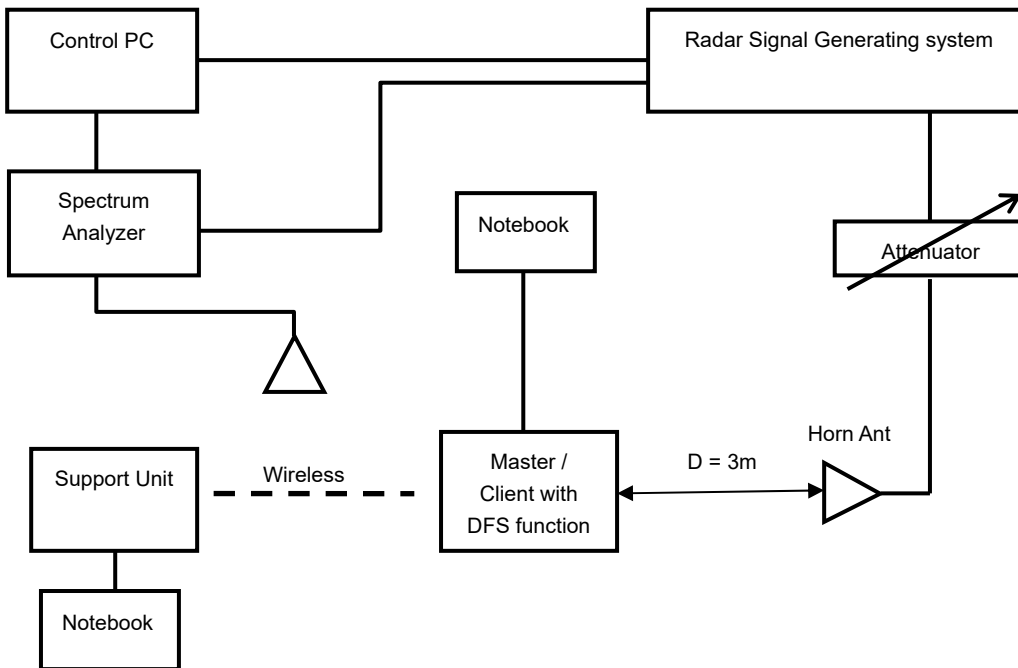 Control PC
Radar Signal Generating system
Spectrum
Analyzer
Notebook
Attenuator
Horn Ant
Support Unit
Wireless
Master /
Client with
DFS function
D = 3m
Notebook